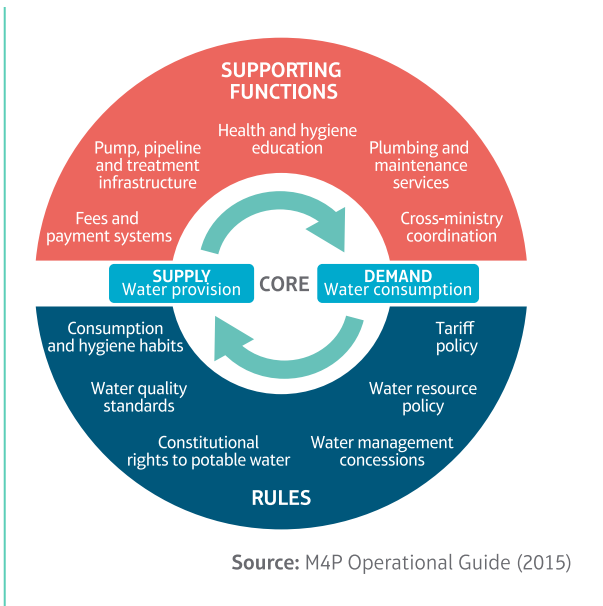 SUPPORTING
FUNCTIONS
Health and hygiene
education
Pump, pipeline
and treatment
infrastructure
Plumbing and
maintenance
services
Fees and
payment systems
Cross-ministry
coordination
SUPPLY
Water provision
CORE
DEMAND
Water consumption
Consumption
and hygiene habits
Tariff
policy
Water quality
standards
Water resource
policy
Constitutional
rights to potable water
Water management
concessions
RULES
Source: M4P Operational Guide (2015)